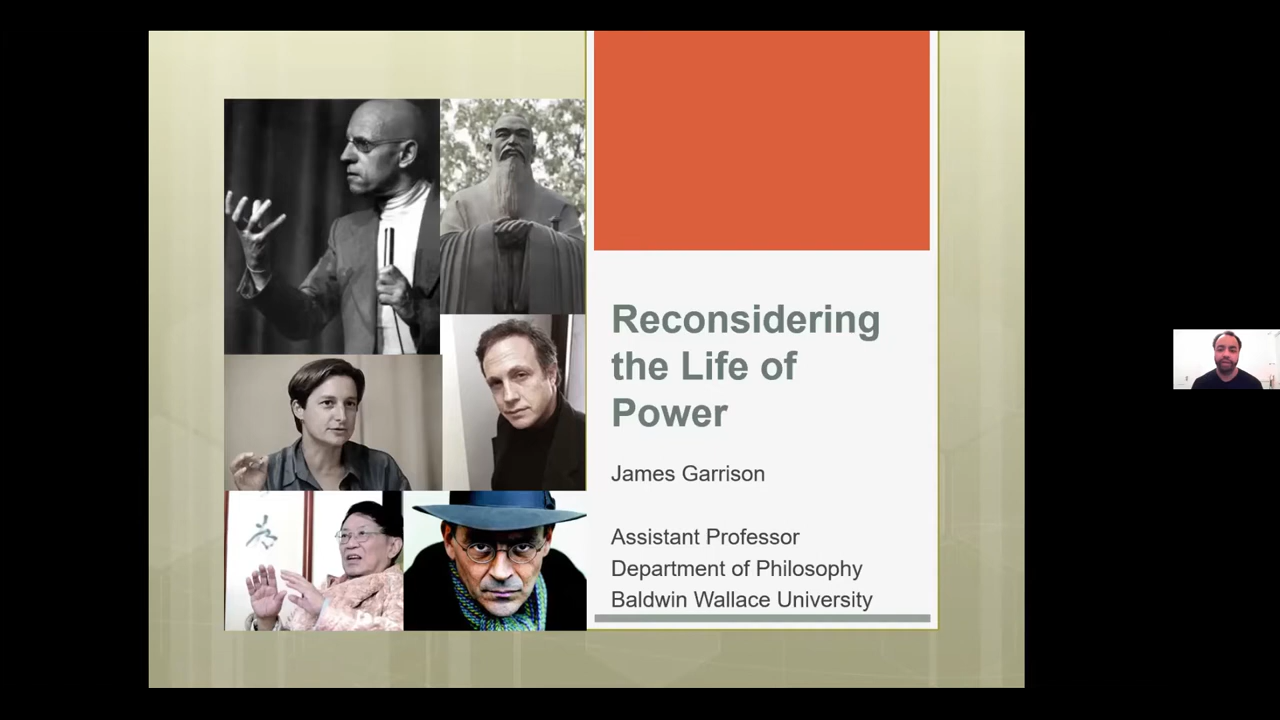 Reconsidering
the Life of
Power
James Garrison
Assistant Professor
Department of Philosophy
Baldwin Wallace University